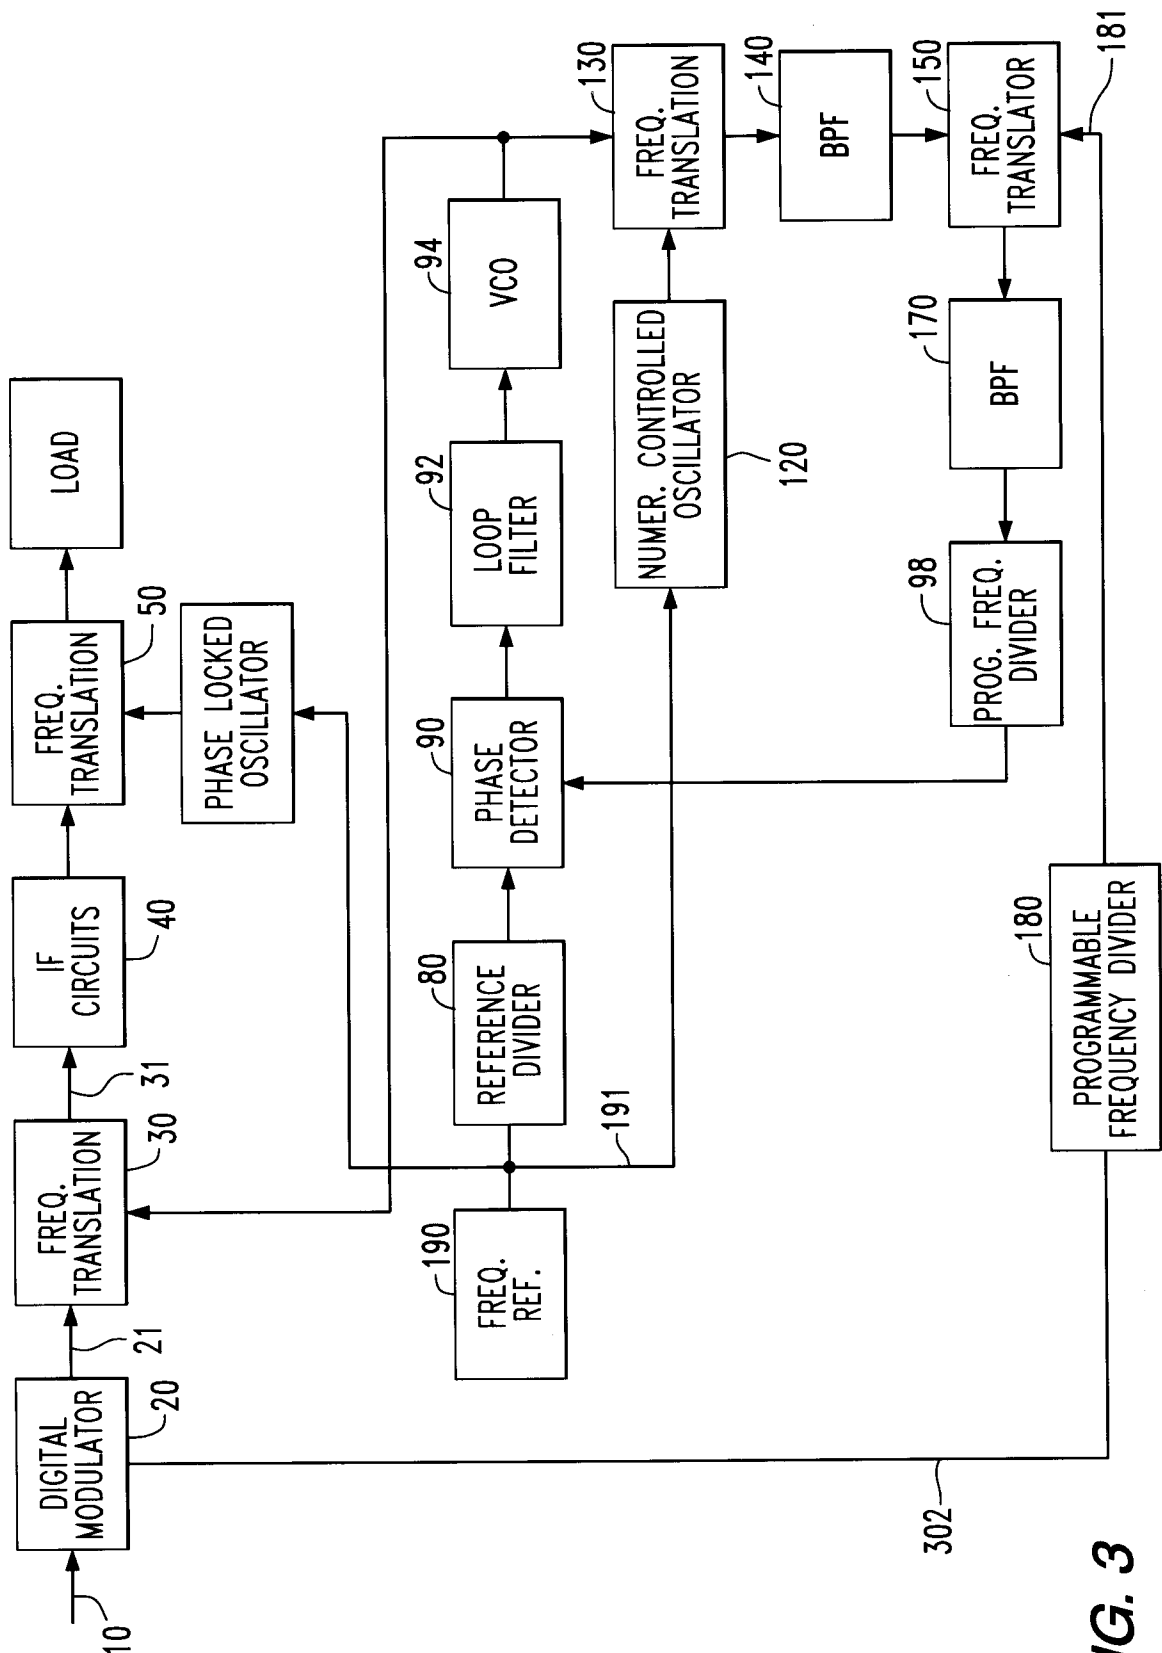 10
DIGITAL
MODULATOR
20
21
FREQ.
TRANSLATION
30
31
IF
CIRCUITS
40
FREQ.
TRANSLATION
50
LOAD
PHASE LOCKED
OSCILLATOR
190
FREQ.
REF.
191
80
REFERENCE
DIVIDER
90
PHASE
DETECTOR
92
LOOP
FILTER
94
VCO
NUMER. CONTROLLED
OSCILLATOR
120
130
FREQ.
TRANSLATION
140
BPF
98
PROG. FREQ.
DIVIDER
170
BPF
150
FREQ.
TRANSLATOR
302
180
PROGRAMMABLE
FREQUENCY DIVIDER
181
IG. 3